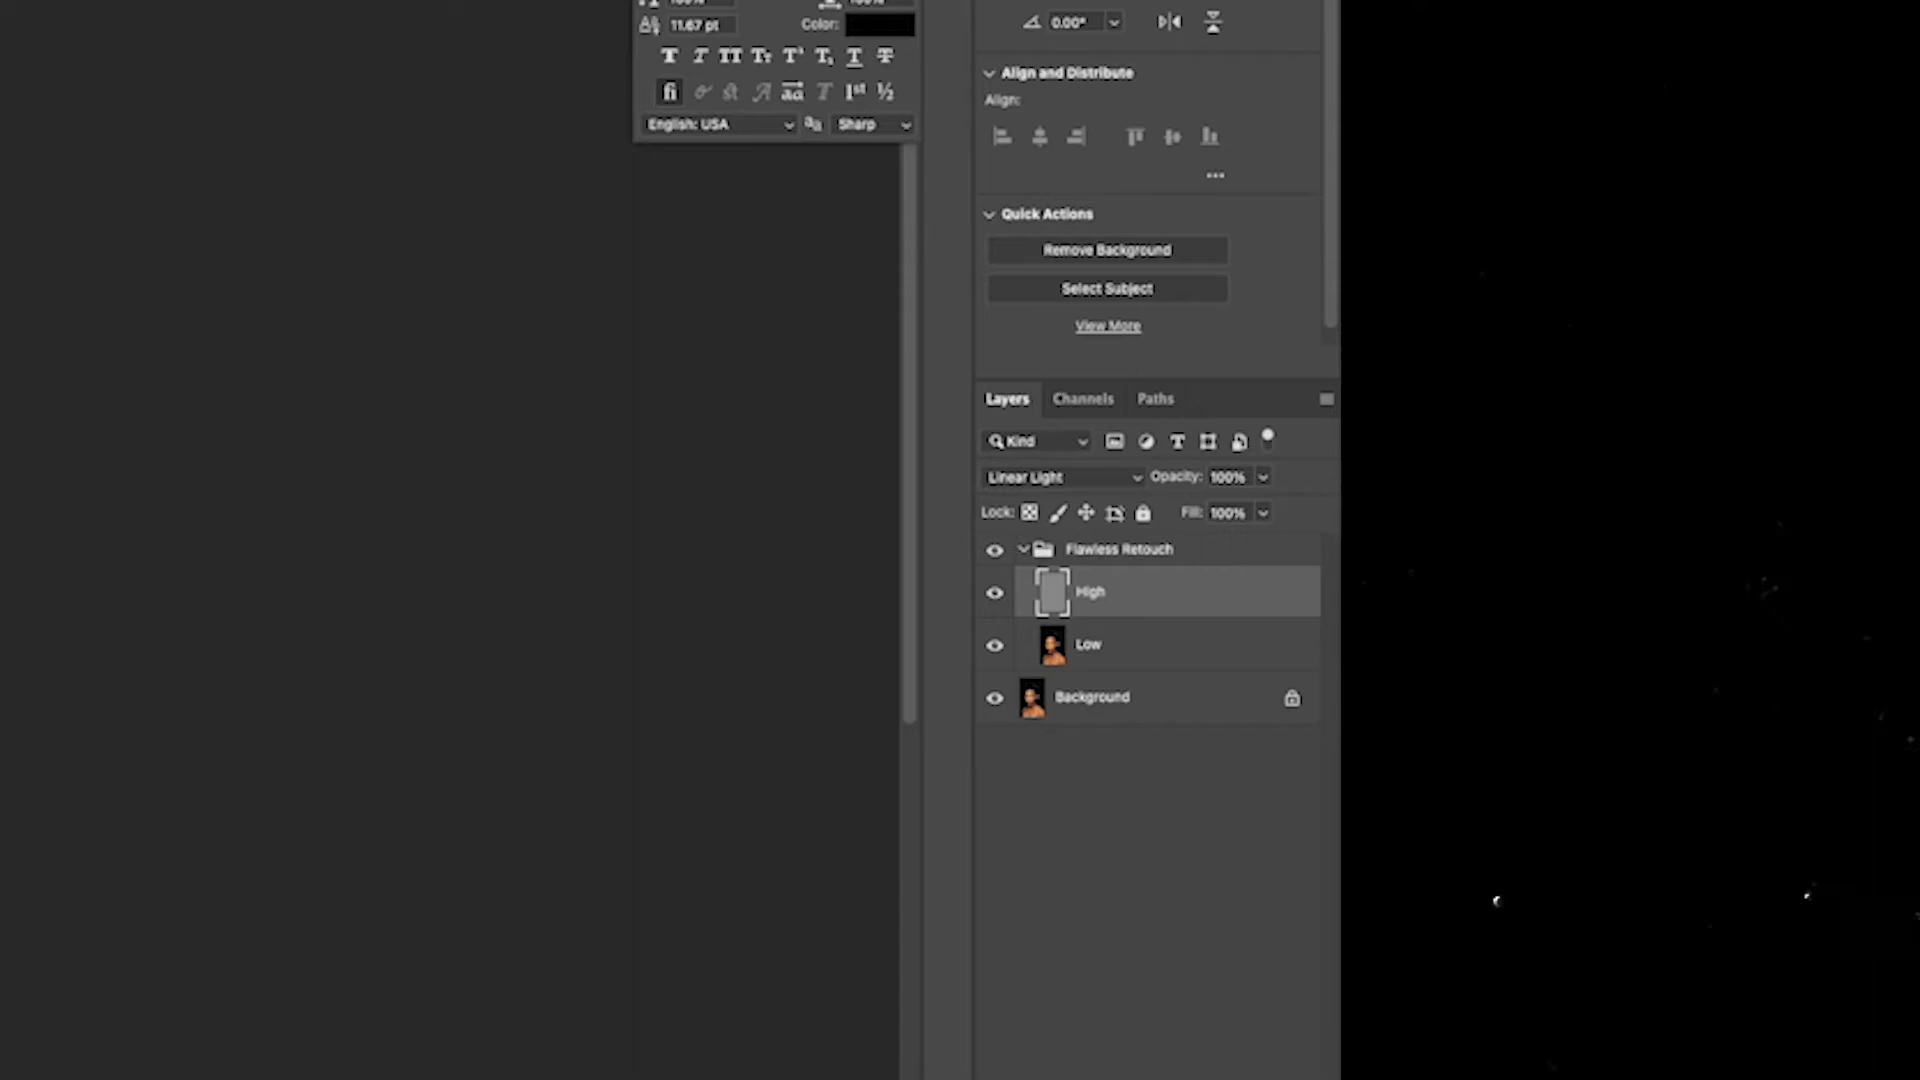 11.67 pt
Color:
English: USA
Sharp
0.00°
Align and Distribute
Align:
Quick Actions
Remove Background
Select Subject
View More
Layers Channels Paths
Kind
Linear Light Opacity: 100%
Lock: Fill: 100%
Flawless Retouch
High
Low
Background